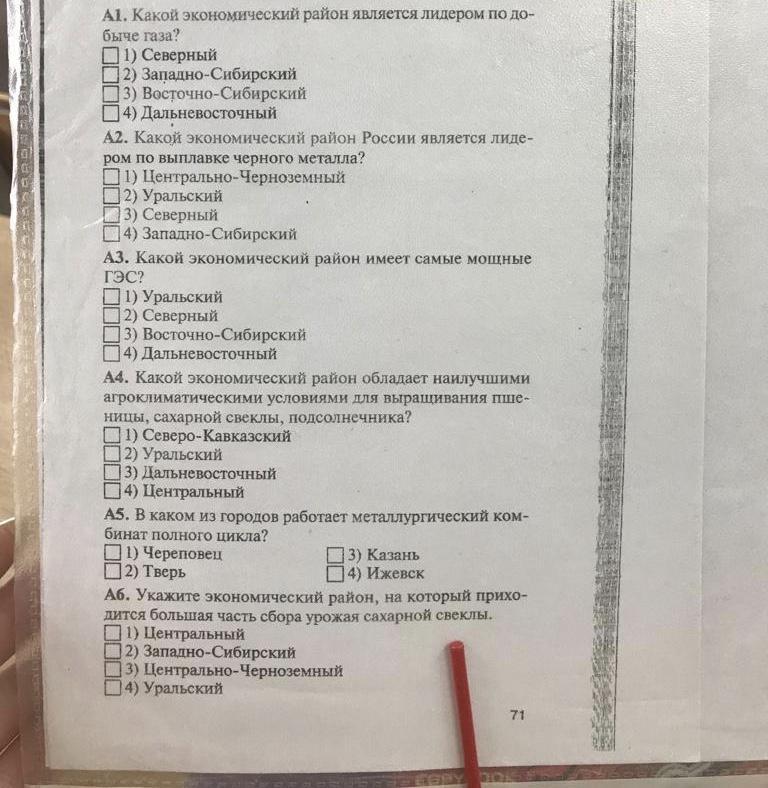 А1. Какой экономический район является лидером по до-
быче газа?
1) Северный
2) Западно-Сибирский
3) Восточно-Сибирский
4) Дальневосточный
А2. Какой экономический район России является лиде-
ром по выплавке черного металла?
1) Центрально-Черноземный
2) Уральский
3) Северный
4) Западно-Сибирский
А3. Какой экономический район имеет самые мощные
ГЭС?
1) Уральский
2) Северный
3) Восточно-Сибирский
4) Дальневосточный
А4. Какой экономический район обладает наилучшими
агроклиматическими условиями для выращивания пше-
ницы, сахарной свеклы, подсолнечника?
1) Северо-Кавказский
2) Уральский
3) Дальневосточный
4) Центральный
А5. В каком из городов работает металлургический ком-
бинат полного цикла?
1) Череповец 3) Казань
2) Тверь 4) Ижевск
А6. Укажите экономический район, на который прихо-
дится большая часть сбора урожая сахарной свеклы.
1) Центральный
2) Западно-Сибирский
3) Центрально-Черноземный
4) Уральский
71